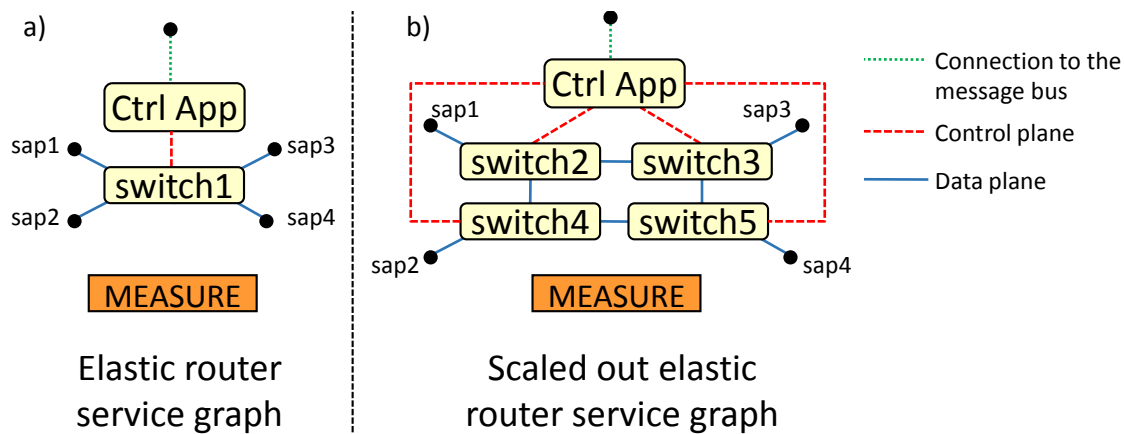 a)
Ctrl App
sap1
sap3
switch1
sap2
sap4
MEASURE
Elastic router
service graph
b)
Ctrl App
sap1
sap3
switch2
switch3
switch4
switch5
sap2
sap4
MEASURE
Scaled out elastic
router service graph
Connection to the
message bus
Control plane
Data plane